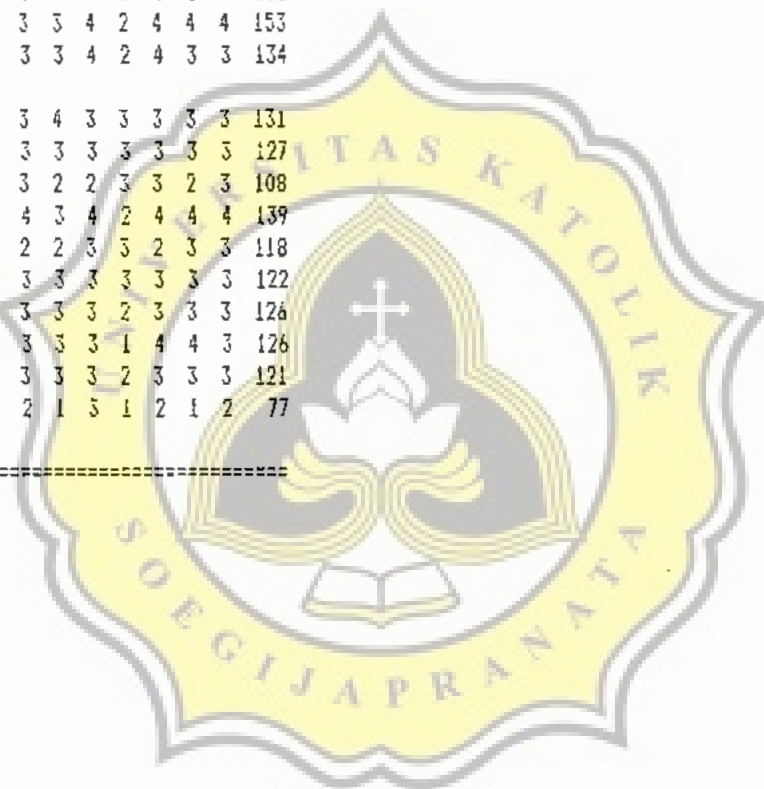 3 3 4 2 4 4 4 153
3 3 4 2 4 3 3 134
3 4 3 3 3 3 3 131
3 3 3 3 3 3 3 127
3 2 2 3 3 2 3 108
4 3 4 2 4 4 4 139
2 2 3 3 2 3 3 118
3 3 3 3 3 3 3 122
3 3 3 2 3 3 3 126
3 3 3 1 4 4 3 126
3 3 3 2 3 3 3 121
2 1 3 1 2 1 2 77
UNIVERSITAS KATOLIK
SOEGIJAPRANATA